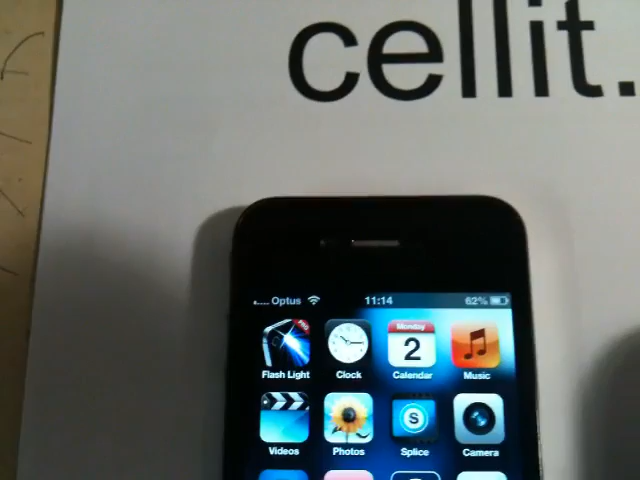 cellit.
Optus 11:14 62%
Monday
2
Flash Light Clock Calendar Music
S
Videos Photos Splice Camera